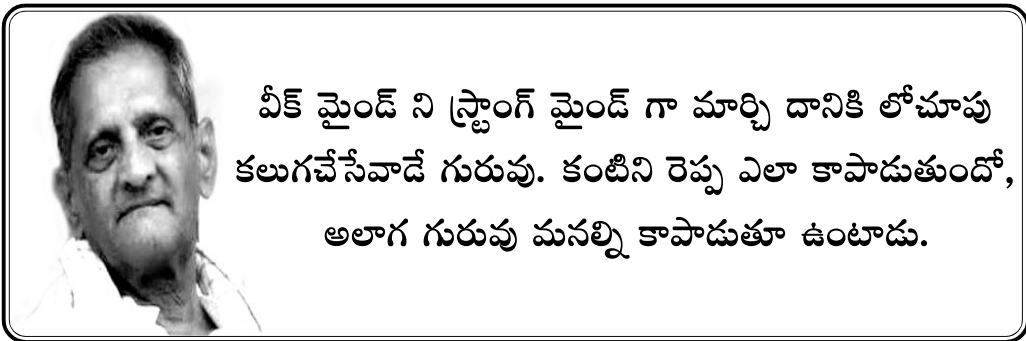 వీక్ మైండ్ ని స్ట్రాంగ్ మైండ్ గా మార్చి దానికి లోచూపు
కలుగచేసేవాడే గురువు. కంటిని రెప్ప ఎలా కాపాడుతుందో,
అలాగ గురువు మనల్ని కాపాడుతూ ఉంటాడు.